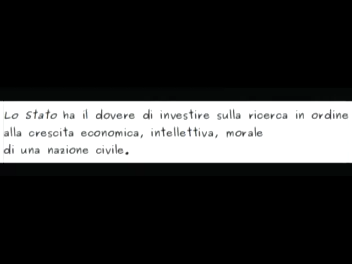 Lo Stato ha il dovere di investire sulla ricerca in ordine
alla crescita economica, intellettiva, morale
di una nazione civile.